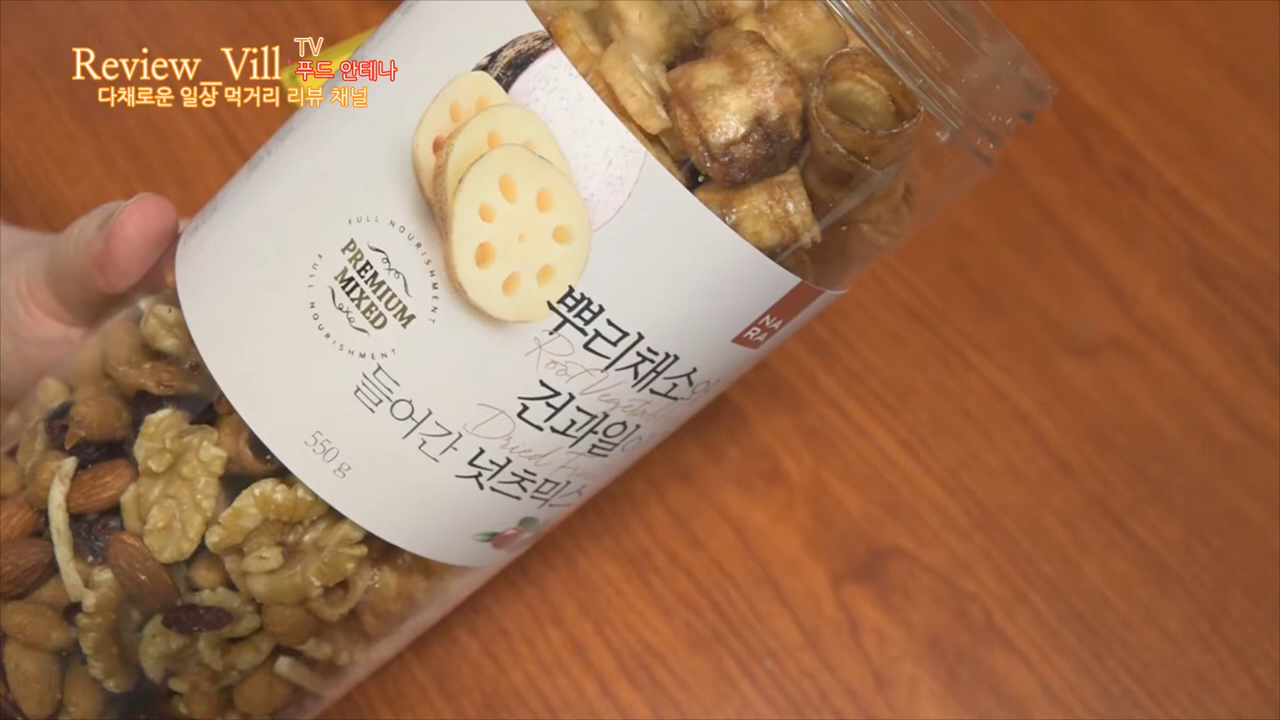 Review_Vill TV
푸드 안테나
다채로운 일상 먹거리 리뷰 채널
FULL NOURISHMENT
PREMIUM
MIXED
FULL NOURISHMENT
NA
RA
뿌리채소와
Root
건과일이
Dried
들어간 넛츠믹스
550 g